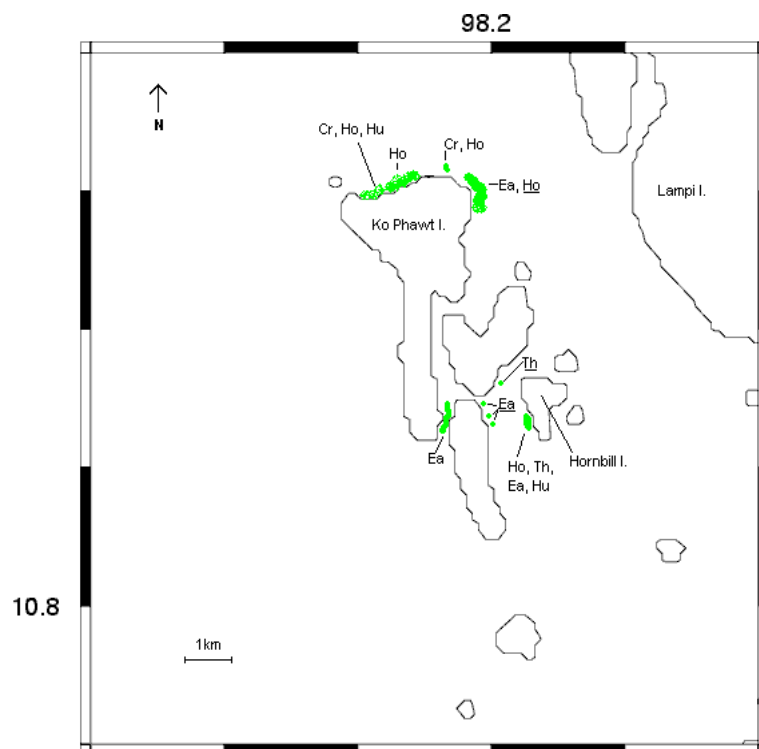 98.2
N
Cr, Ho, Hu
Ho
Cr, Ho
Ea, Ho
Lampi I.
Ko Phawt I.
Th
Ea
Ea
Ho, Th,
Ea, Hu
Hornbill I.
10.8
1km